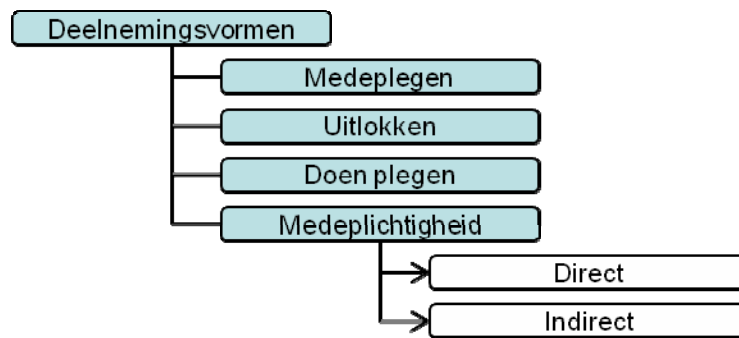 Deelnemingsvormen
Medeplegen
Uitlokken
Doen plegen
Medeplichtigheid
Direct
Indirect